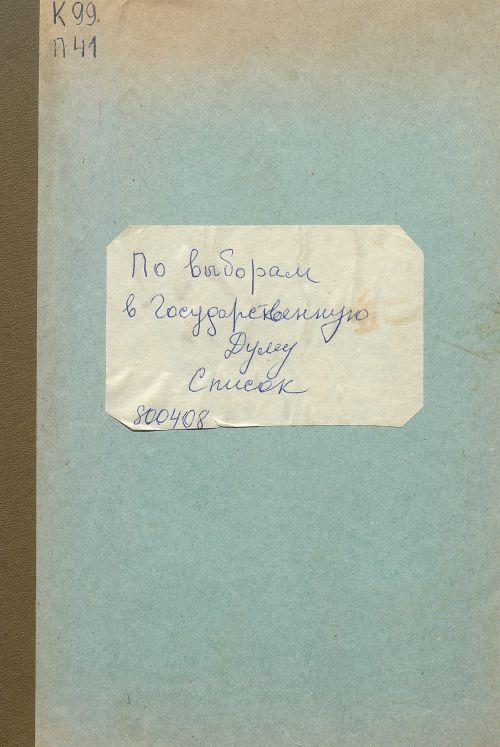 К 99.
П 41
По выборам
в Государственную
Думу
Список
800408